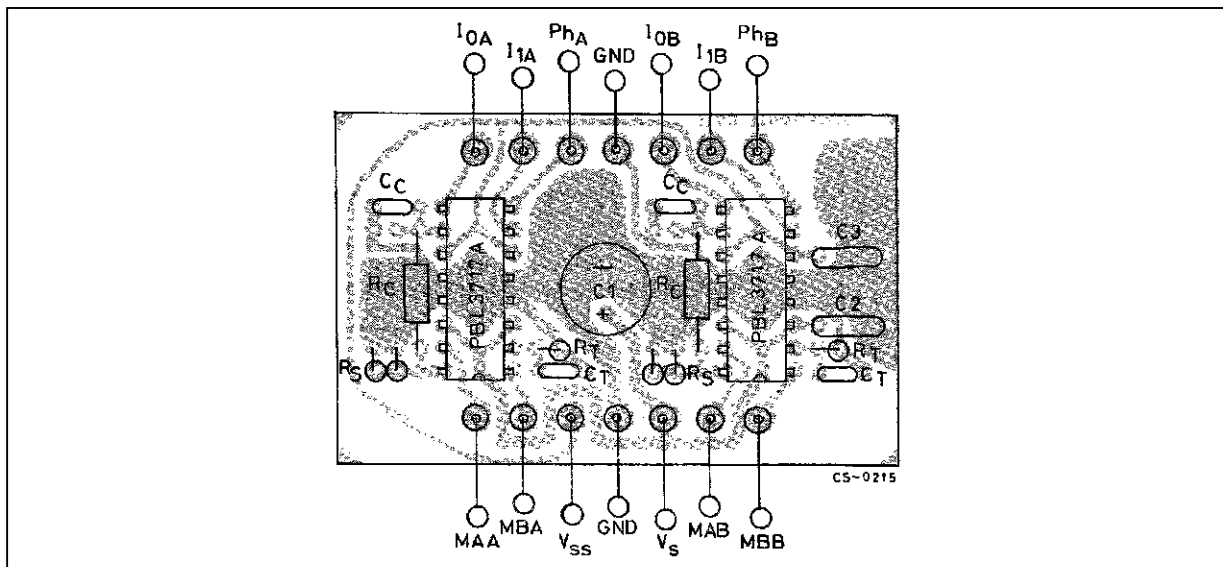 I0A I1A PhA GND I0B I1B PhB
CC CC
PBL3717A PBL3717A
C3
RC C1 RC
C2
+
RT RT
RS CT RS CT
CS-0215
MAA MBA VSS GND VS MAB MBB